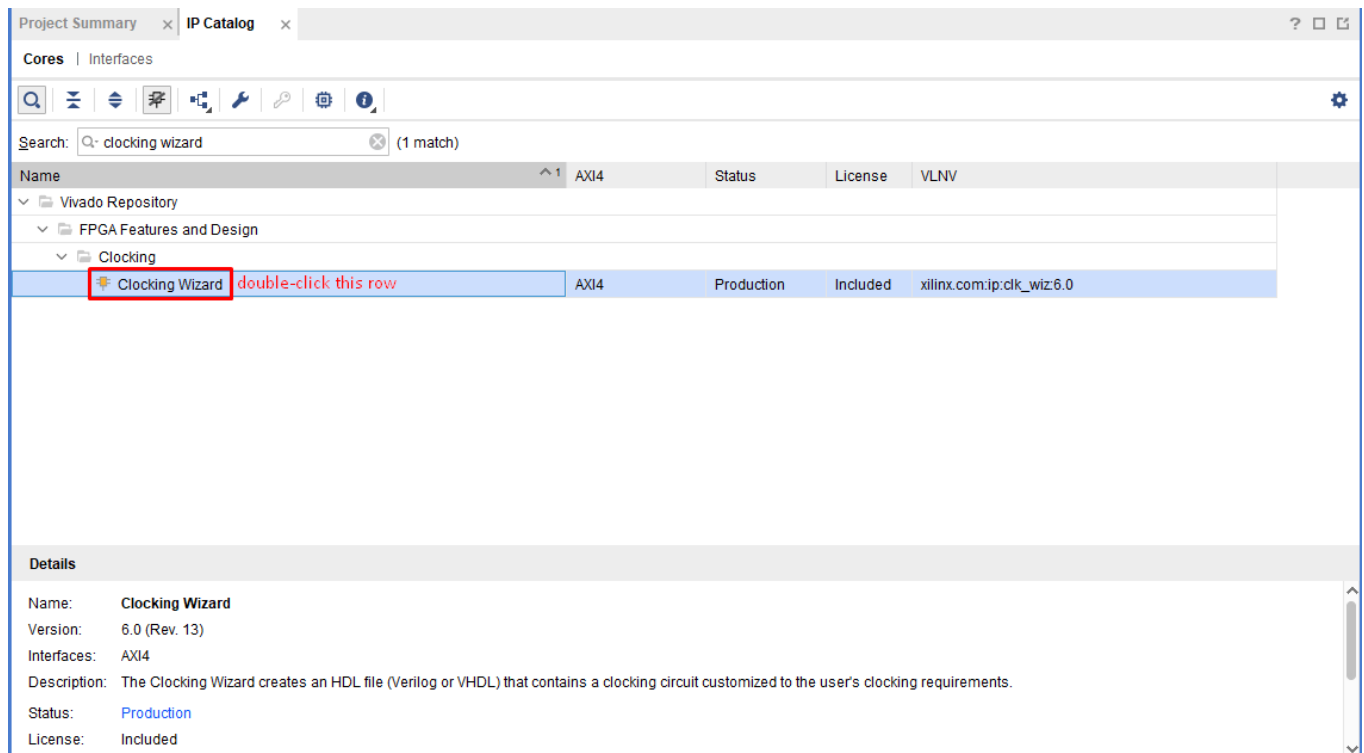 Project Summary × IP Catalog × ?
Cores | Interfaces
Search: clocking wizard (1 match)
Name 1 AXI4 Status License VLNV
Vivado Repository
FPGA Features and Design
Clocking
Clocking Wizard double-click this row AXI4 Production Included xilinx.com:ip:clk_wiz:6.0
Details
Name: Clocking Wizard
Version: 6.0 (Rev. 13)
Interfaces: AXI4
Description: The Clocking Wizard creates an HDL file (Verilog or VHDL) that contains a clocking circuit customized to the user's clocking requirements.
Status: Production
License: Included